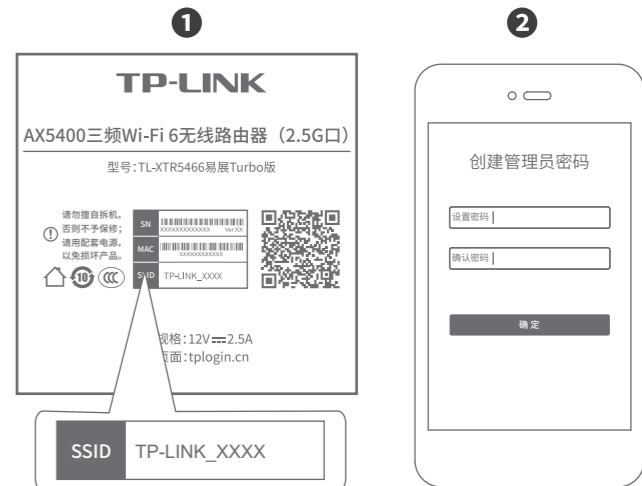 1
TP-LINK
AX5400三频Wi-Fi 6无线路由器（2.5G口）
型号:TL-XTR5466易展Turbo版
请勿擅自拆机，
否则不予保修；
请用配套电源，
以免损坏产品。
10
CCC
SN
XXXXXXXXXXXXX Ver:XX
MAC
XXXXXXXXXXXX
SSID TP-LINK_XXXX
规格:12V⎓2.5A
页面:tplogin.cn
SSID TP-LINK_XXXX
2
创建管理员密码
设置密码
确认密码
确定